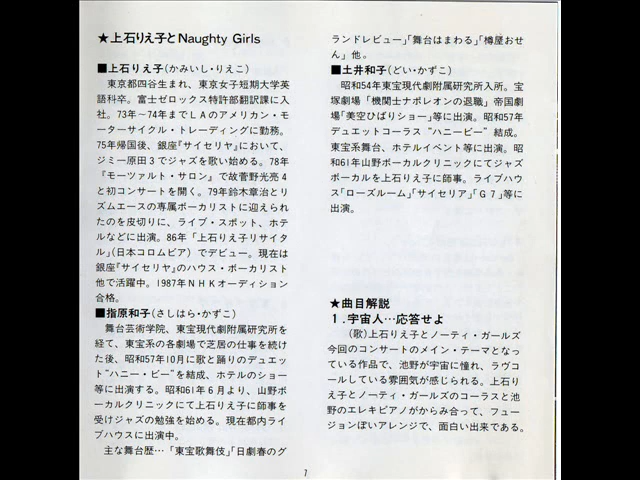 ★上石りえ子とNaughty Girls
■上石りえ子(かみいし・りえこ)
東京都四谷生まれ、東京女子短期大学英
語科卒。富士ゼロックス特許部翻訳課に入
社。73年〜74年までLAのアメリカン・モ
ーターサイクル・トレーディングに勤務。
75年帰国後、銀座『サイセリヤ』において、
ジミー原田3でジャズを歌い始める。78年
『モーツァルト・サロン』で故菅野光亮4
と初コンサートを開く。79年鈴木章治とリ
ズムエースの専属ボーカリストに迎えられ
たのを皮切りに、ライブ・スポット、ホテ
ルなどに出演。86年「上石りえ子リサイタ
ル」(日本コロムビア)でデビュー。現在は
銀座『サイセリヤ』のハウス・ボーカリスト
他で活躍中。1987年NHKオーディション
合格。
■指原和子(さしはら・かずこ)
舞台芸術学院、東宝現代劇附属研究所を
経て、東宝系の各劇場で芝居の仕事を続け
た後、昭和57年10月に歌と踊りのデュエッ
ト"ハニー・ビー"を結成、ホテルのショー
等に出演する。昭和61年6月より、山野ボ
ーカルクリニックにて上石りえ子に師事を
受けジャズの勉強を始める。現在都内ライ
ブハウスに出演中。
主な舞台歴…「東宝歌舞伎」「日劇春のグ
ランドレビュー」「舞台はまわる」「樽屋おせ
ん」他。
■土井和子(どい・かずこ)
昭和54年東宝現代劇附属研究所入所。宝
塚劇場「機関士ナポレオンの退職」帝国劇
場「美空ひばりショー」等に出演。昭和57年
デュエットコーラス"ハニービー"結成。
東宝系舞台、ホテルイベント等に出演。昭
和61年山野ボーカルクリニックにてジャズ
ボーカルを上石りえ子に師事。ライブハウ
ス「ローズルーム」「サイセリア」「G7」等に
出演。
★曲目解説
1.宇宙人…応答せよ
(歌)上石りえ子とノーティ・ガールズ
今回のコンサートのメイン・テーマとなっ
ている作品で、池野が宇宙に憧れ、ラヴコ
ールしている雰囲気が感じられる。上石り
え子とノーティ・ガールズのコーラスと池
野のエレキピアノがからみ合って、フュー
ジョンぽいアレンジで、面白い出来である。
7